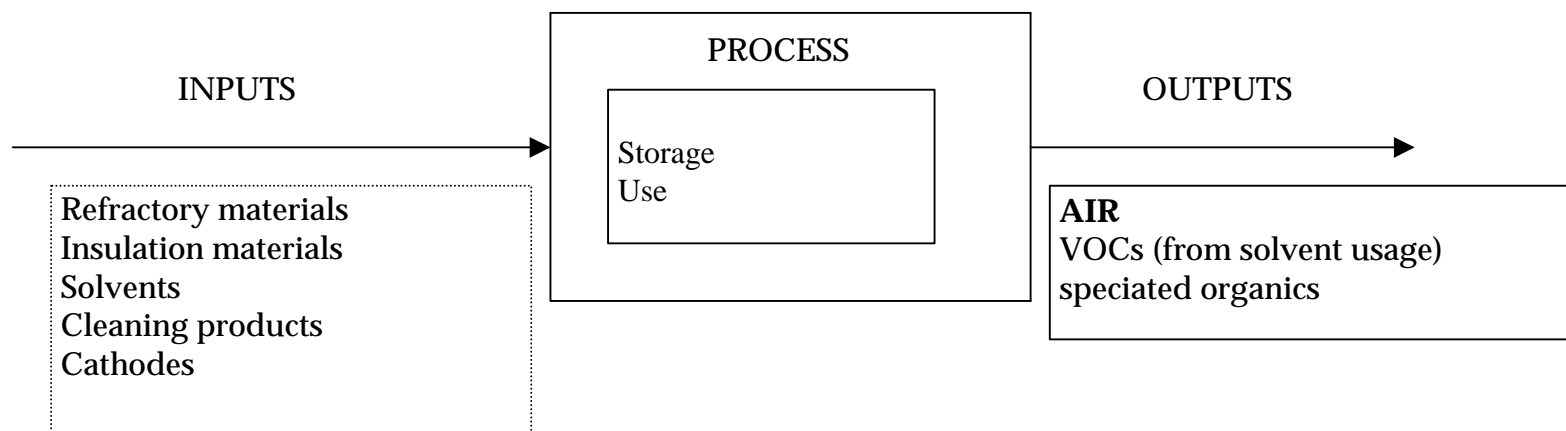 PROCESS
INPUTS
OUTPUTS
Storage
Use
Refractory materials
Insulation materials
Solvents
Cleaning products
Cathodes
AIR
VOCs (from solvent usage)
speciated organics